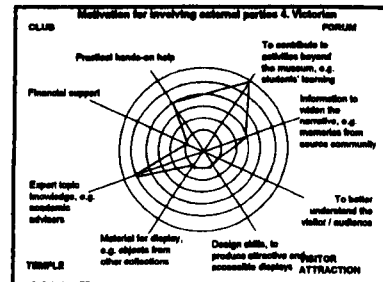 Motivation for involving external parties 4. Victorian
CLUB
FORUM
Practical hands-on help
To contribute to
activities beyond
the museum, e.g.
students' learning
Financial support
Information to
widen the
narrative, e.g.
memories from
source community
Expert topic
knowledge, e.g.
academic
advisers
To better
understand the
visitor / audience
Material for display,
e.g. objects from
other collections
Design skills, to
produce attractive and
accessible displays
TEMPLE
VISITOR
ATTRACTION